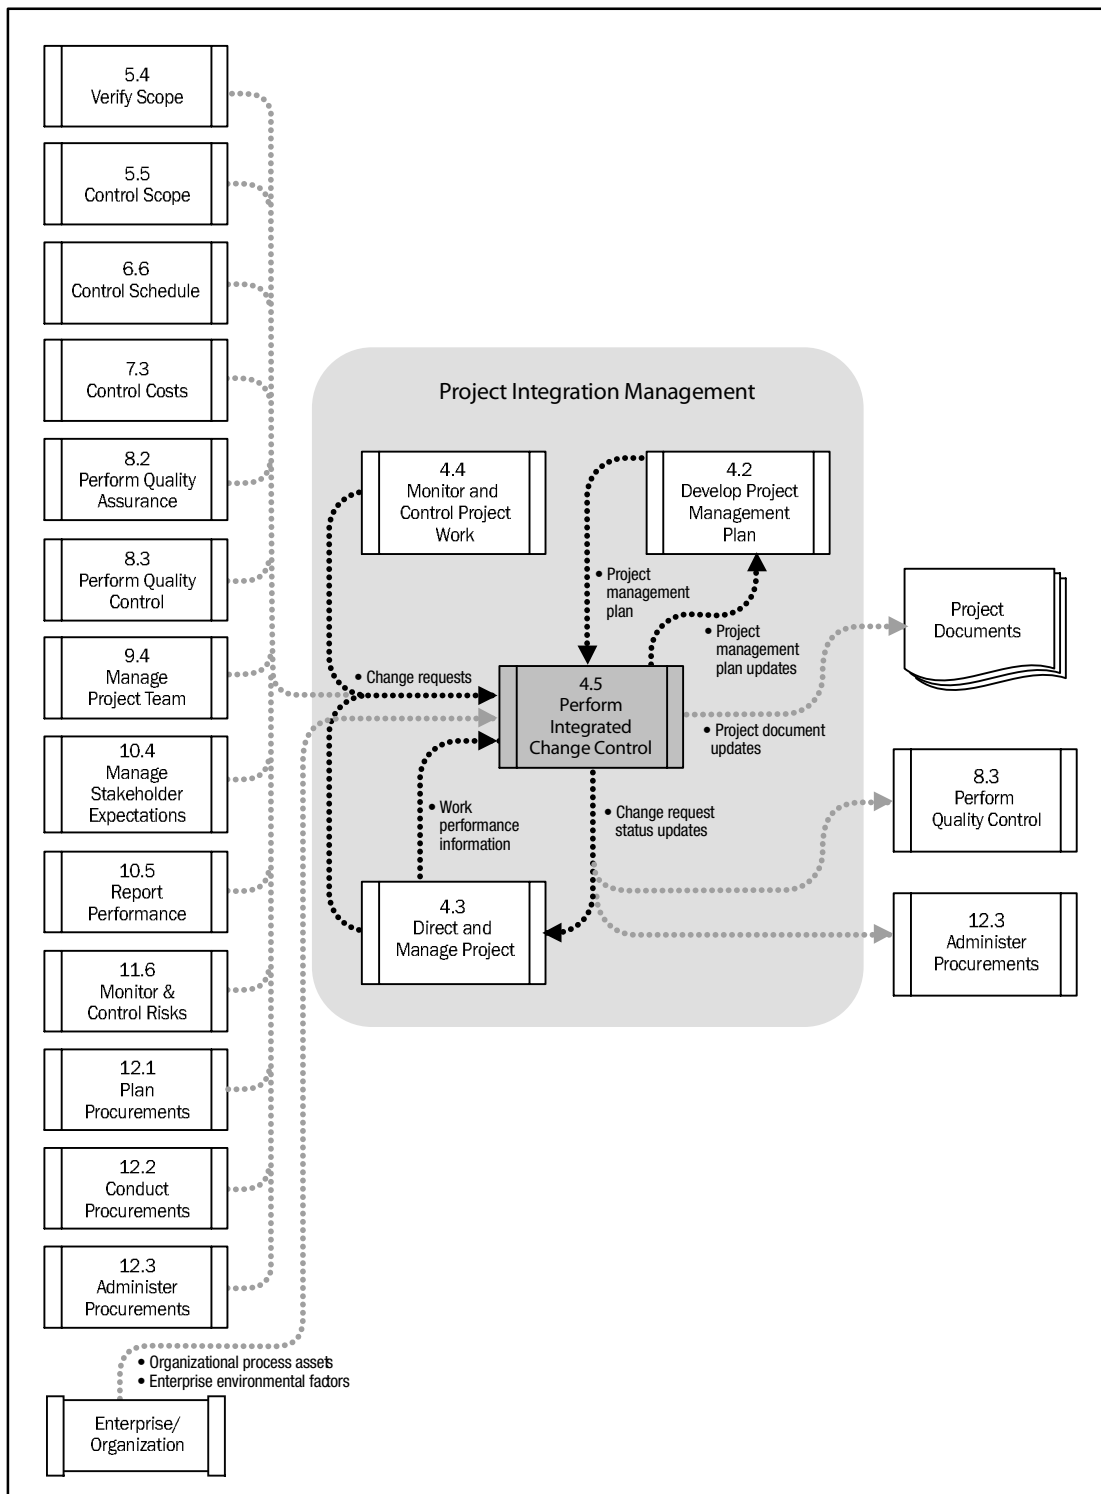 5.4
Verify Scope
5.5
Control Scope
6.6
Control Schedule
7.3
Control Costs
8.2
Perform Quality
Assurance
8.3
Perform Quality
Control
9.4
Manage
Project Team
10.4
Manage
Stakeholder
Expectations
10.5
Report
Performance
11.6
Monitor &
Control Risks
12.1
Plan
Procurements
12.2
Conduct
Procurements
12.3
Administer
Procurements
• Organizational process assets
• Enterprise environmental factors
Enterprise/
Organization
Project Integration Management
4.4
Monitor and
Control Project
Work
4.2
Develop Project
Management
Plan
• Project
management
plan
• Project
management
plan updates
• Change requests
4.5
Perform
Integrated
Change Control
• Project document
updates
• Work
performance
information
• Change request
status updates
4.3
Direct and
Manage Project
Project
Documents
8.3
Perform
Quality Control
12.3
Administer
Procurements